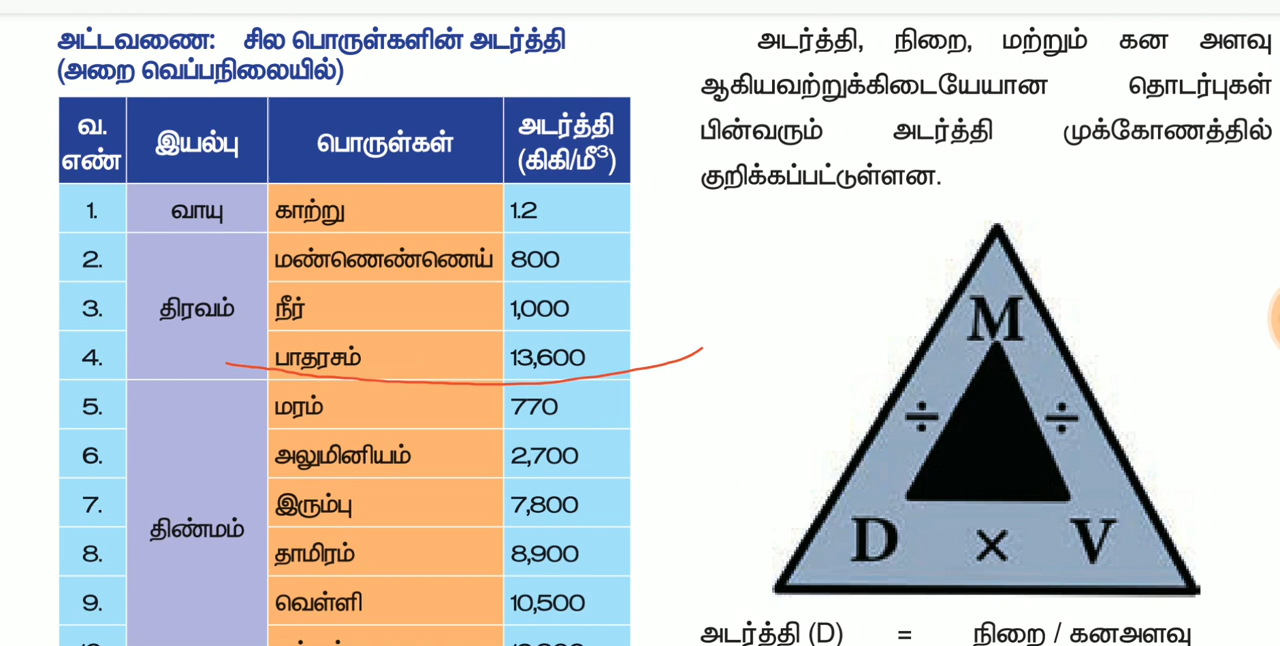 அட்டவணை: சில பொருள்களின் அடர்த்தி
(அறை வெப்பநிலையில்)
வ. எண் இயல்பு பொருள்கள் அடர்த்தி (கிகி/மீ³)
1. வாயு காற்று 1.2
2. மண்ணெண்ணெய் 800
3. திரவம் நீர் 1,000
4. பாதரசம் 13,600
5. மரம் 770
6. அலுமினியம் 2,700
7. இரும்பு 7,800
திண்மம்
8. தாமிரம் 8,900
9. வெள்ளி 10,500
அடர்த்தி, நிறை, மற்றும் கன அளவு
ஆகியவற்றுக்கிடையேயான தொடர்புகள்
பின்வரும் அடர்த்தி முக்கோணத்தில்
குறிக்கப்பட்டுள்ளன.
M
÷ ÷
D × V
அடர்த்தி (D) = நிறை / கனஅளவு